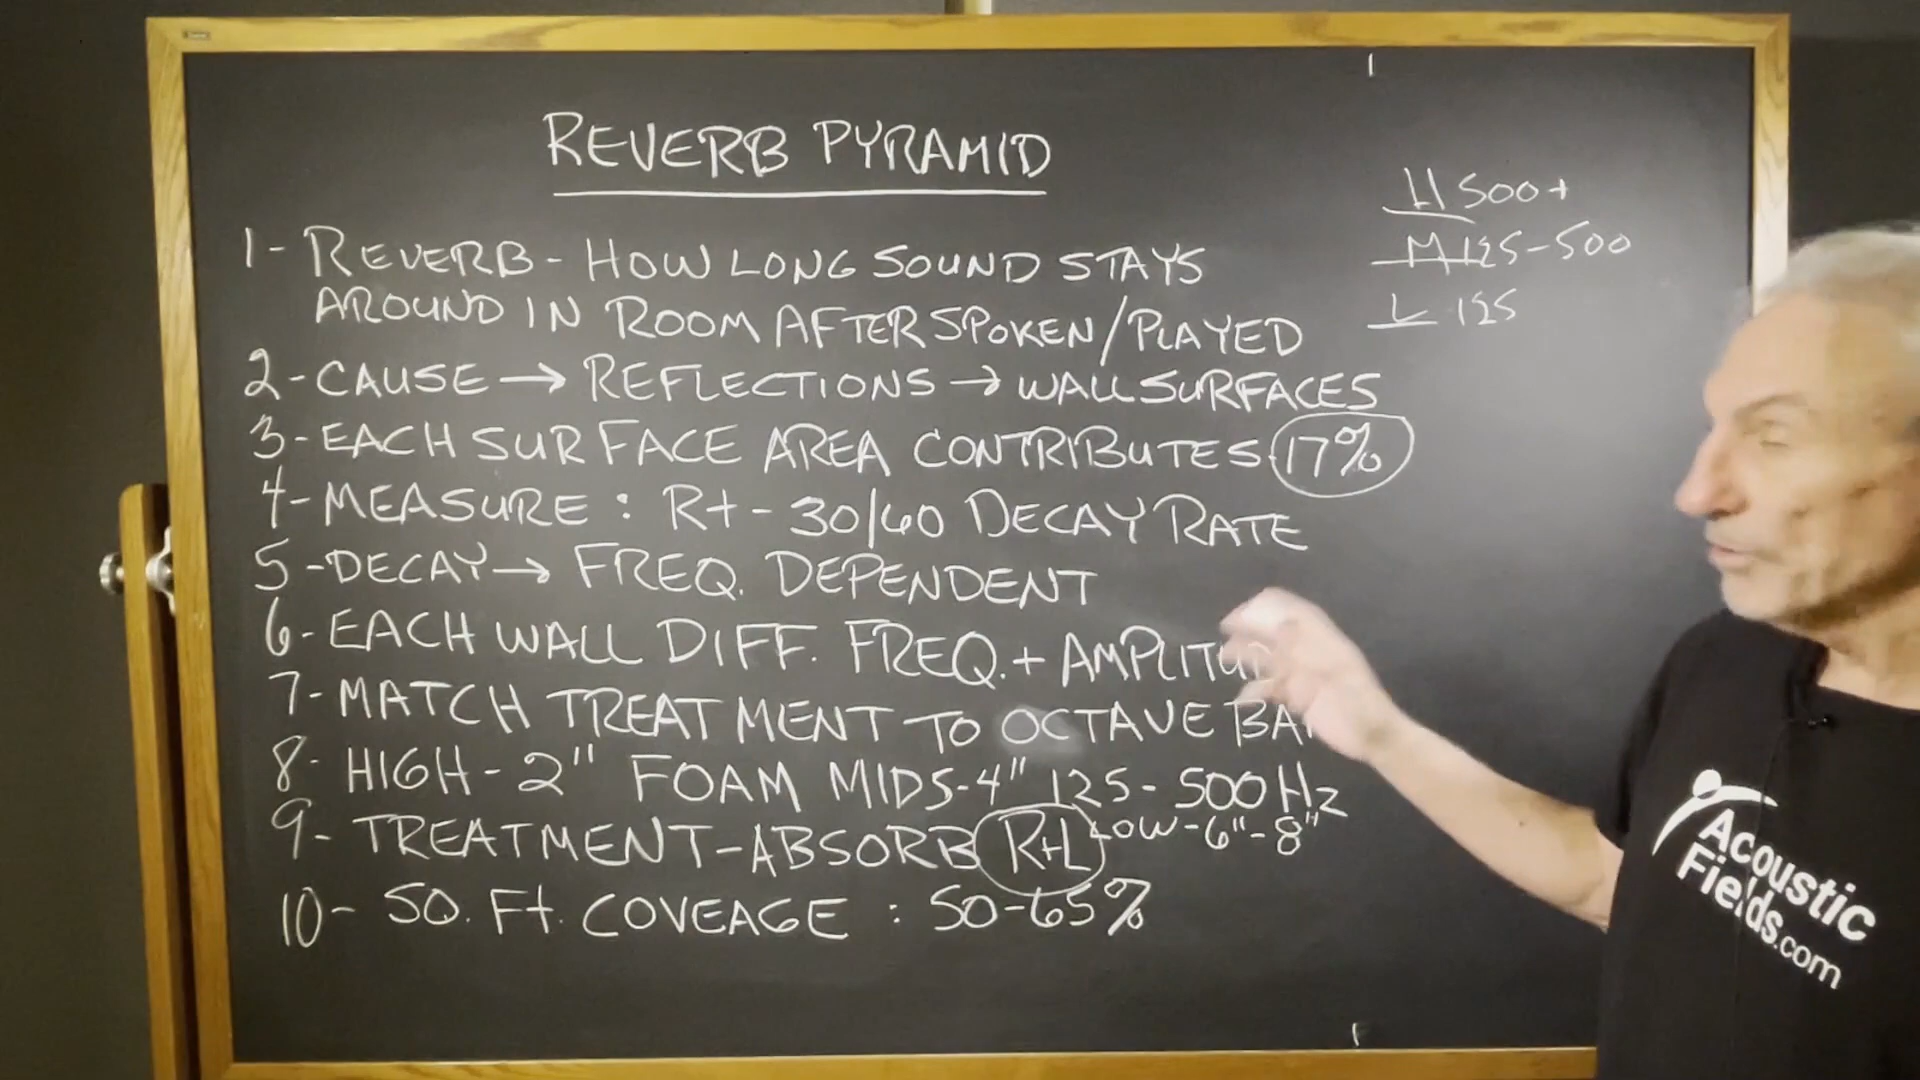 REVERB PYRAMID
1- REVERB - HOW LONG SOUND STAYS
AROUND IN ROOM AFTER SPOKEN/PLAYED
2- CAUSE → REFLECTIONS → WALL SURFACES
3- EACH SURFACE AREA CONTRIBUTES 17%
4- MEASURE : Rt - 30/60 DECAY RATE
5 - DECAY → FREQ. DEPENDENT
6- EACH WALL DIFF. FREQ. + AMPLITU
7- MATCH TREATMENT TO OCTAVE BA
8- HIGH - 2" FOAM MIDS - 4" 125 - 500 Hz
9- TREATMENT - ABSORB R+L LOW - 6" - 8"
10- SQ. Ft. COVEAGE : 50-65%
H 500+
M 125-500
L 125
Acoustic
Fields.com